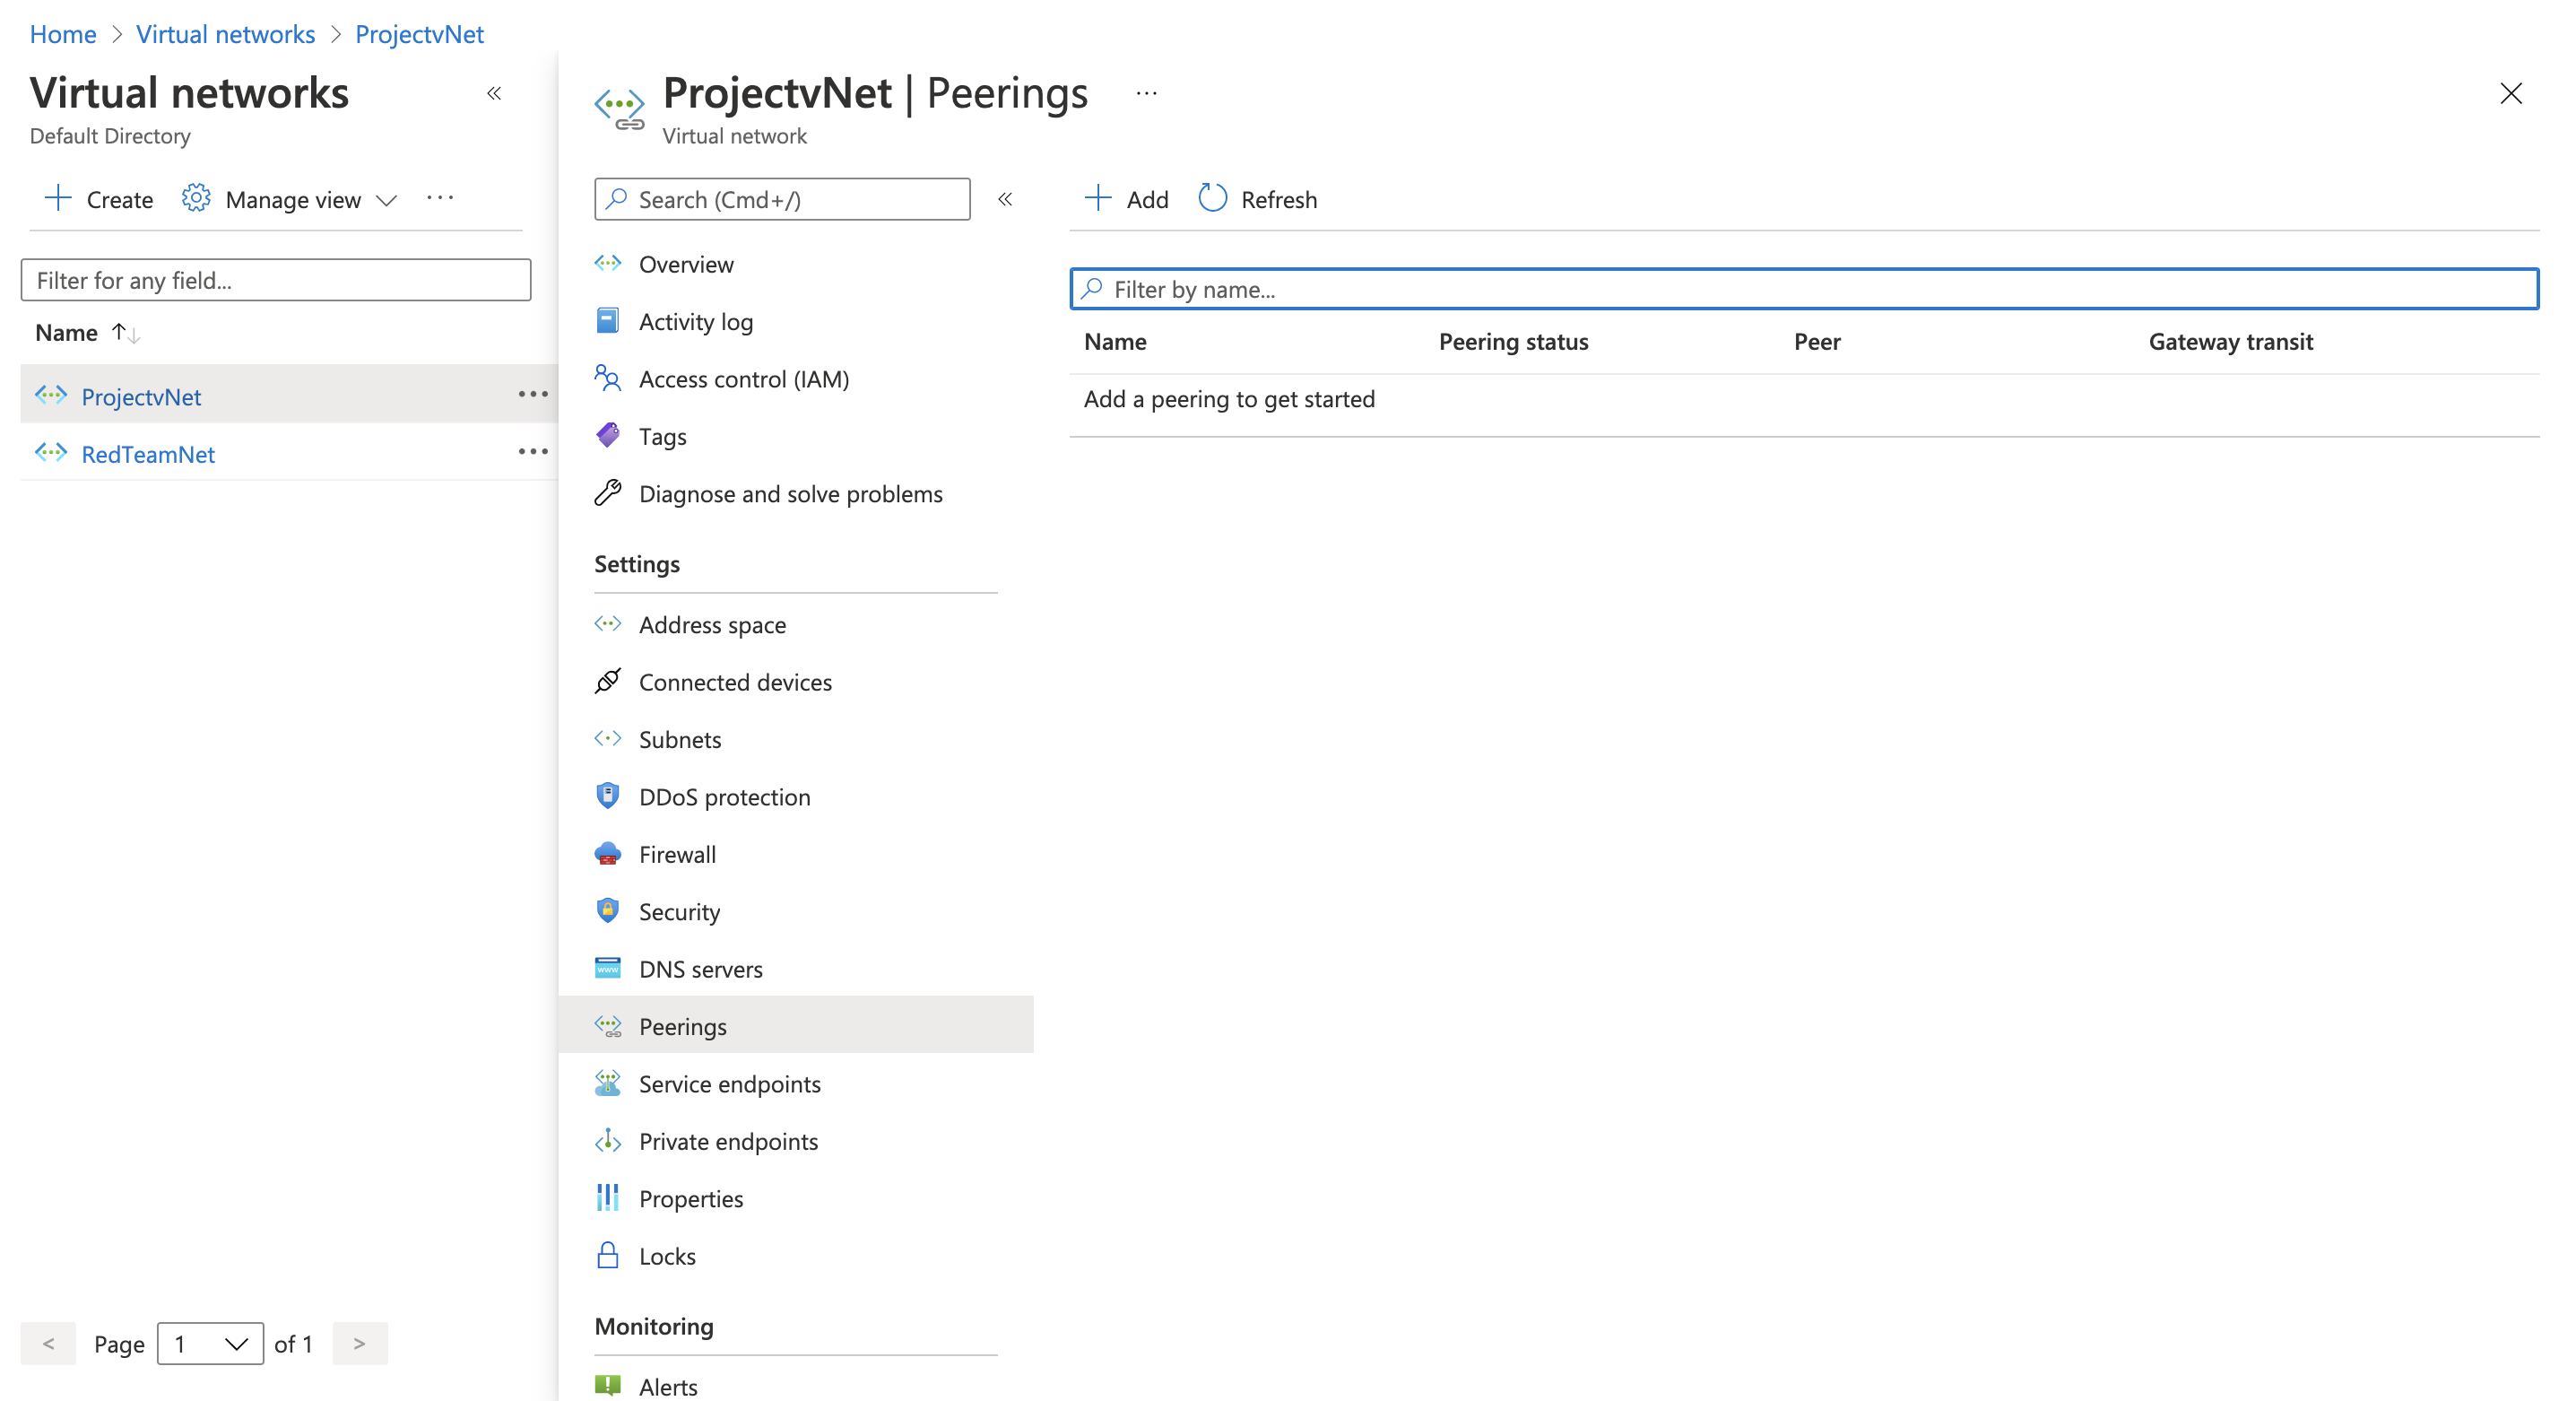 Home > Virtual networks > ProjectvNet
Virtual networks
Default Directory
Create Manage view
Filter for any field...
Name
ProjectvNet
RedTeamNet
< Page 1 of 1 >
ProjectvNet | Peerings
Virtual network
Search (Cmd+/)
Overview
Activity log
Access control (IAM)
Tags
Diagnose and solve problems
Settings
Address space
Connected devices
Subnets
DDoS protection
Firewall
Security
DNS servers
Peerings
Service endpoints
Private endpoints
Properties
Locks
Monitoring
Alerts
Add Refresh
Filter by name...
Name Peering status Peer Gateway transit
Add a peering to get started